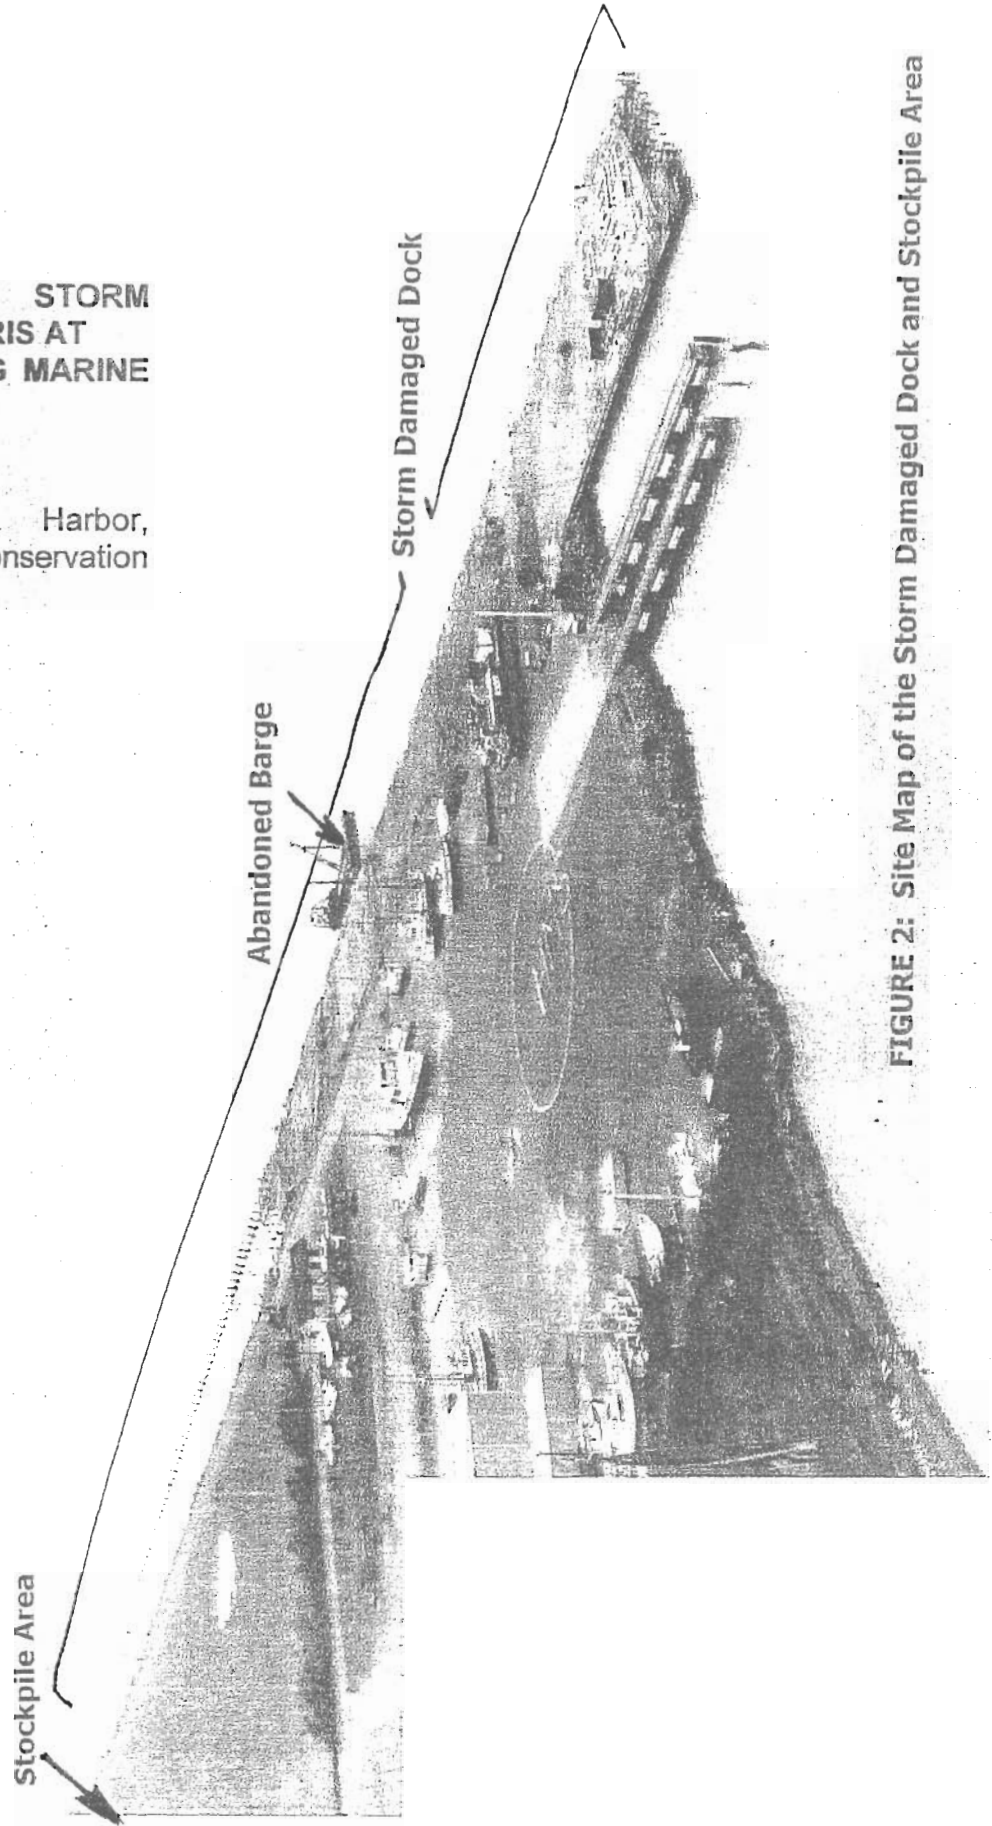 STORM
RIS AT
G MARINE
Harbor,
onservation
Stockpile Area
Abandoned Barge
Storm Damaged Dock
FIGURE 2: Site Map of the Storm Damaged Dock and Stockpile Area